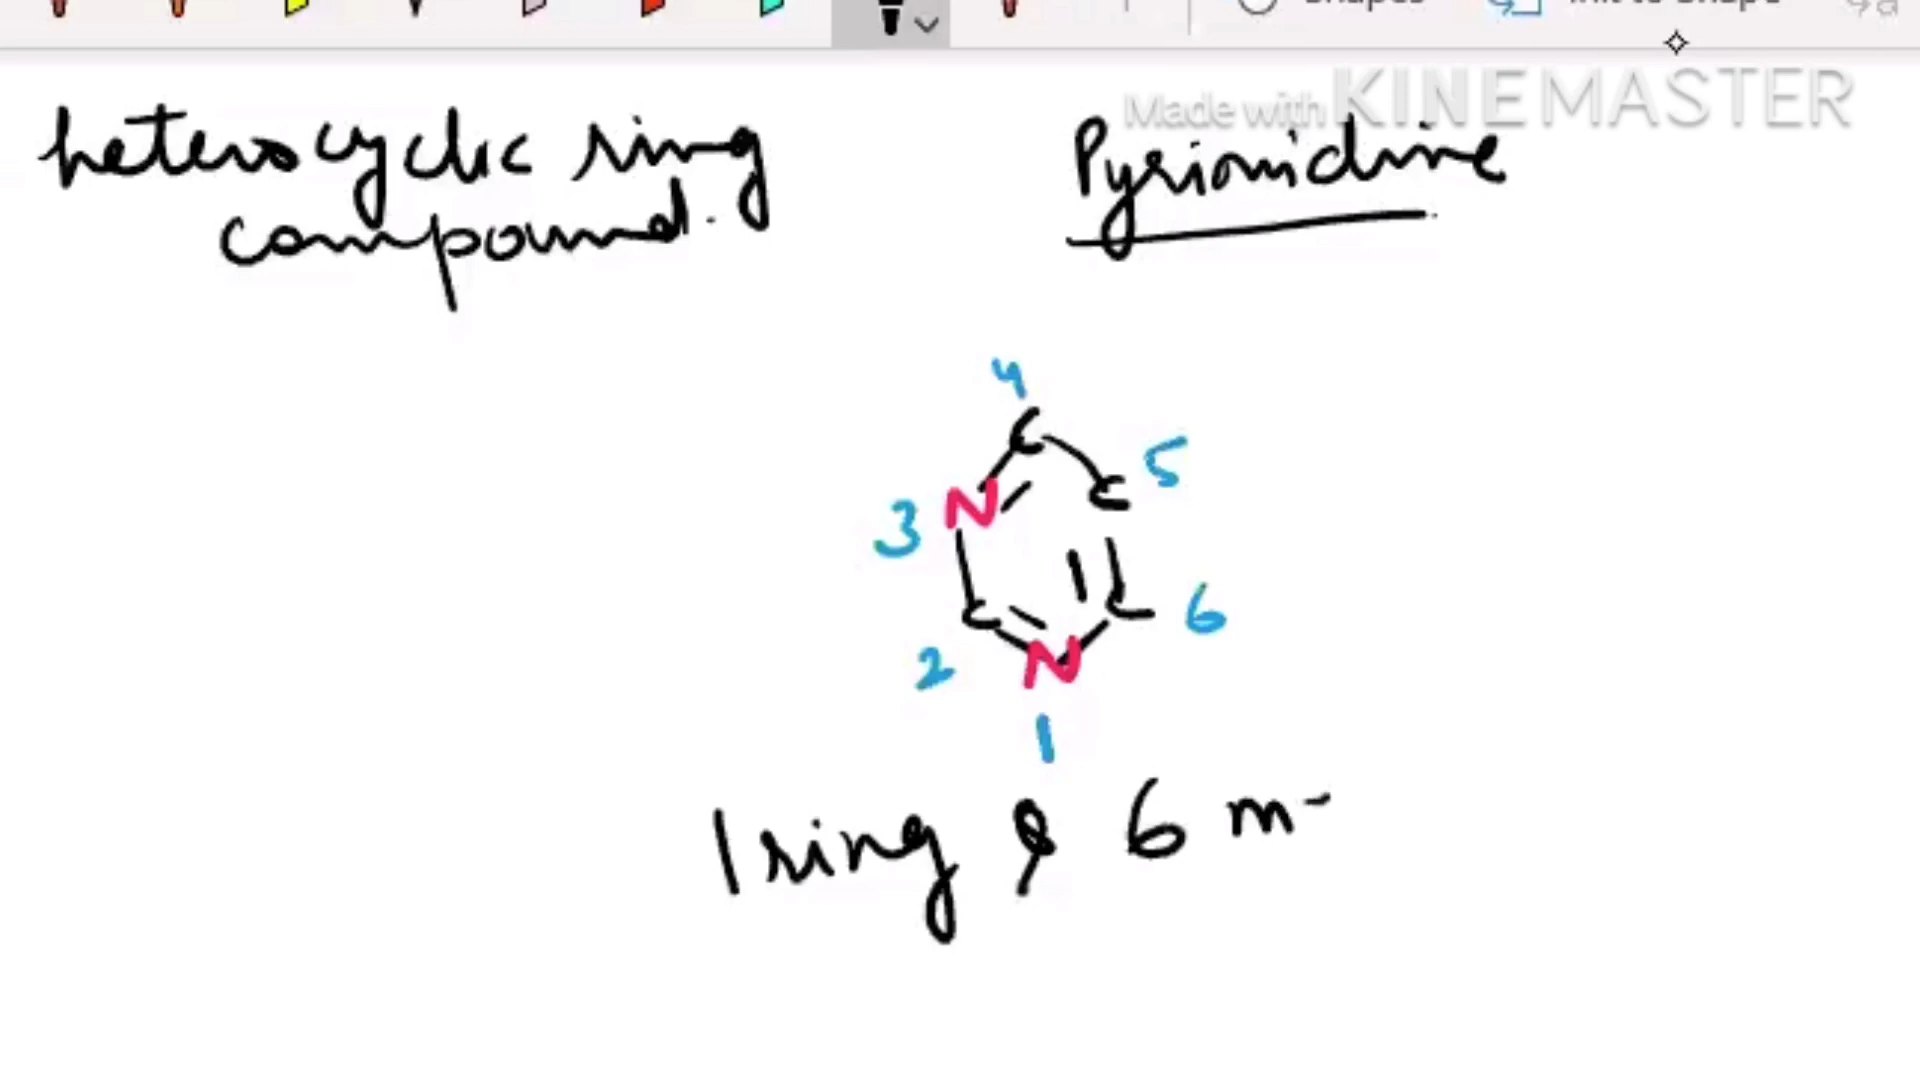 Made with KINEMASTER
heterocyclic ring
compound.
Pyrimidine
4
C
5
C
N
3
C
6
C
2
N
1
1 ring & 6 m-